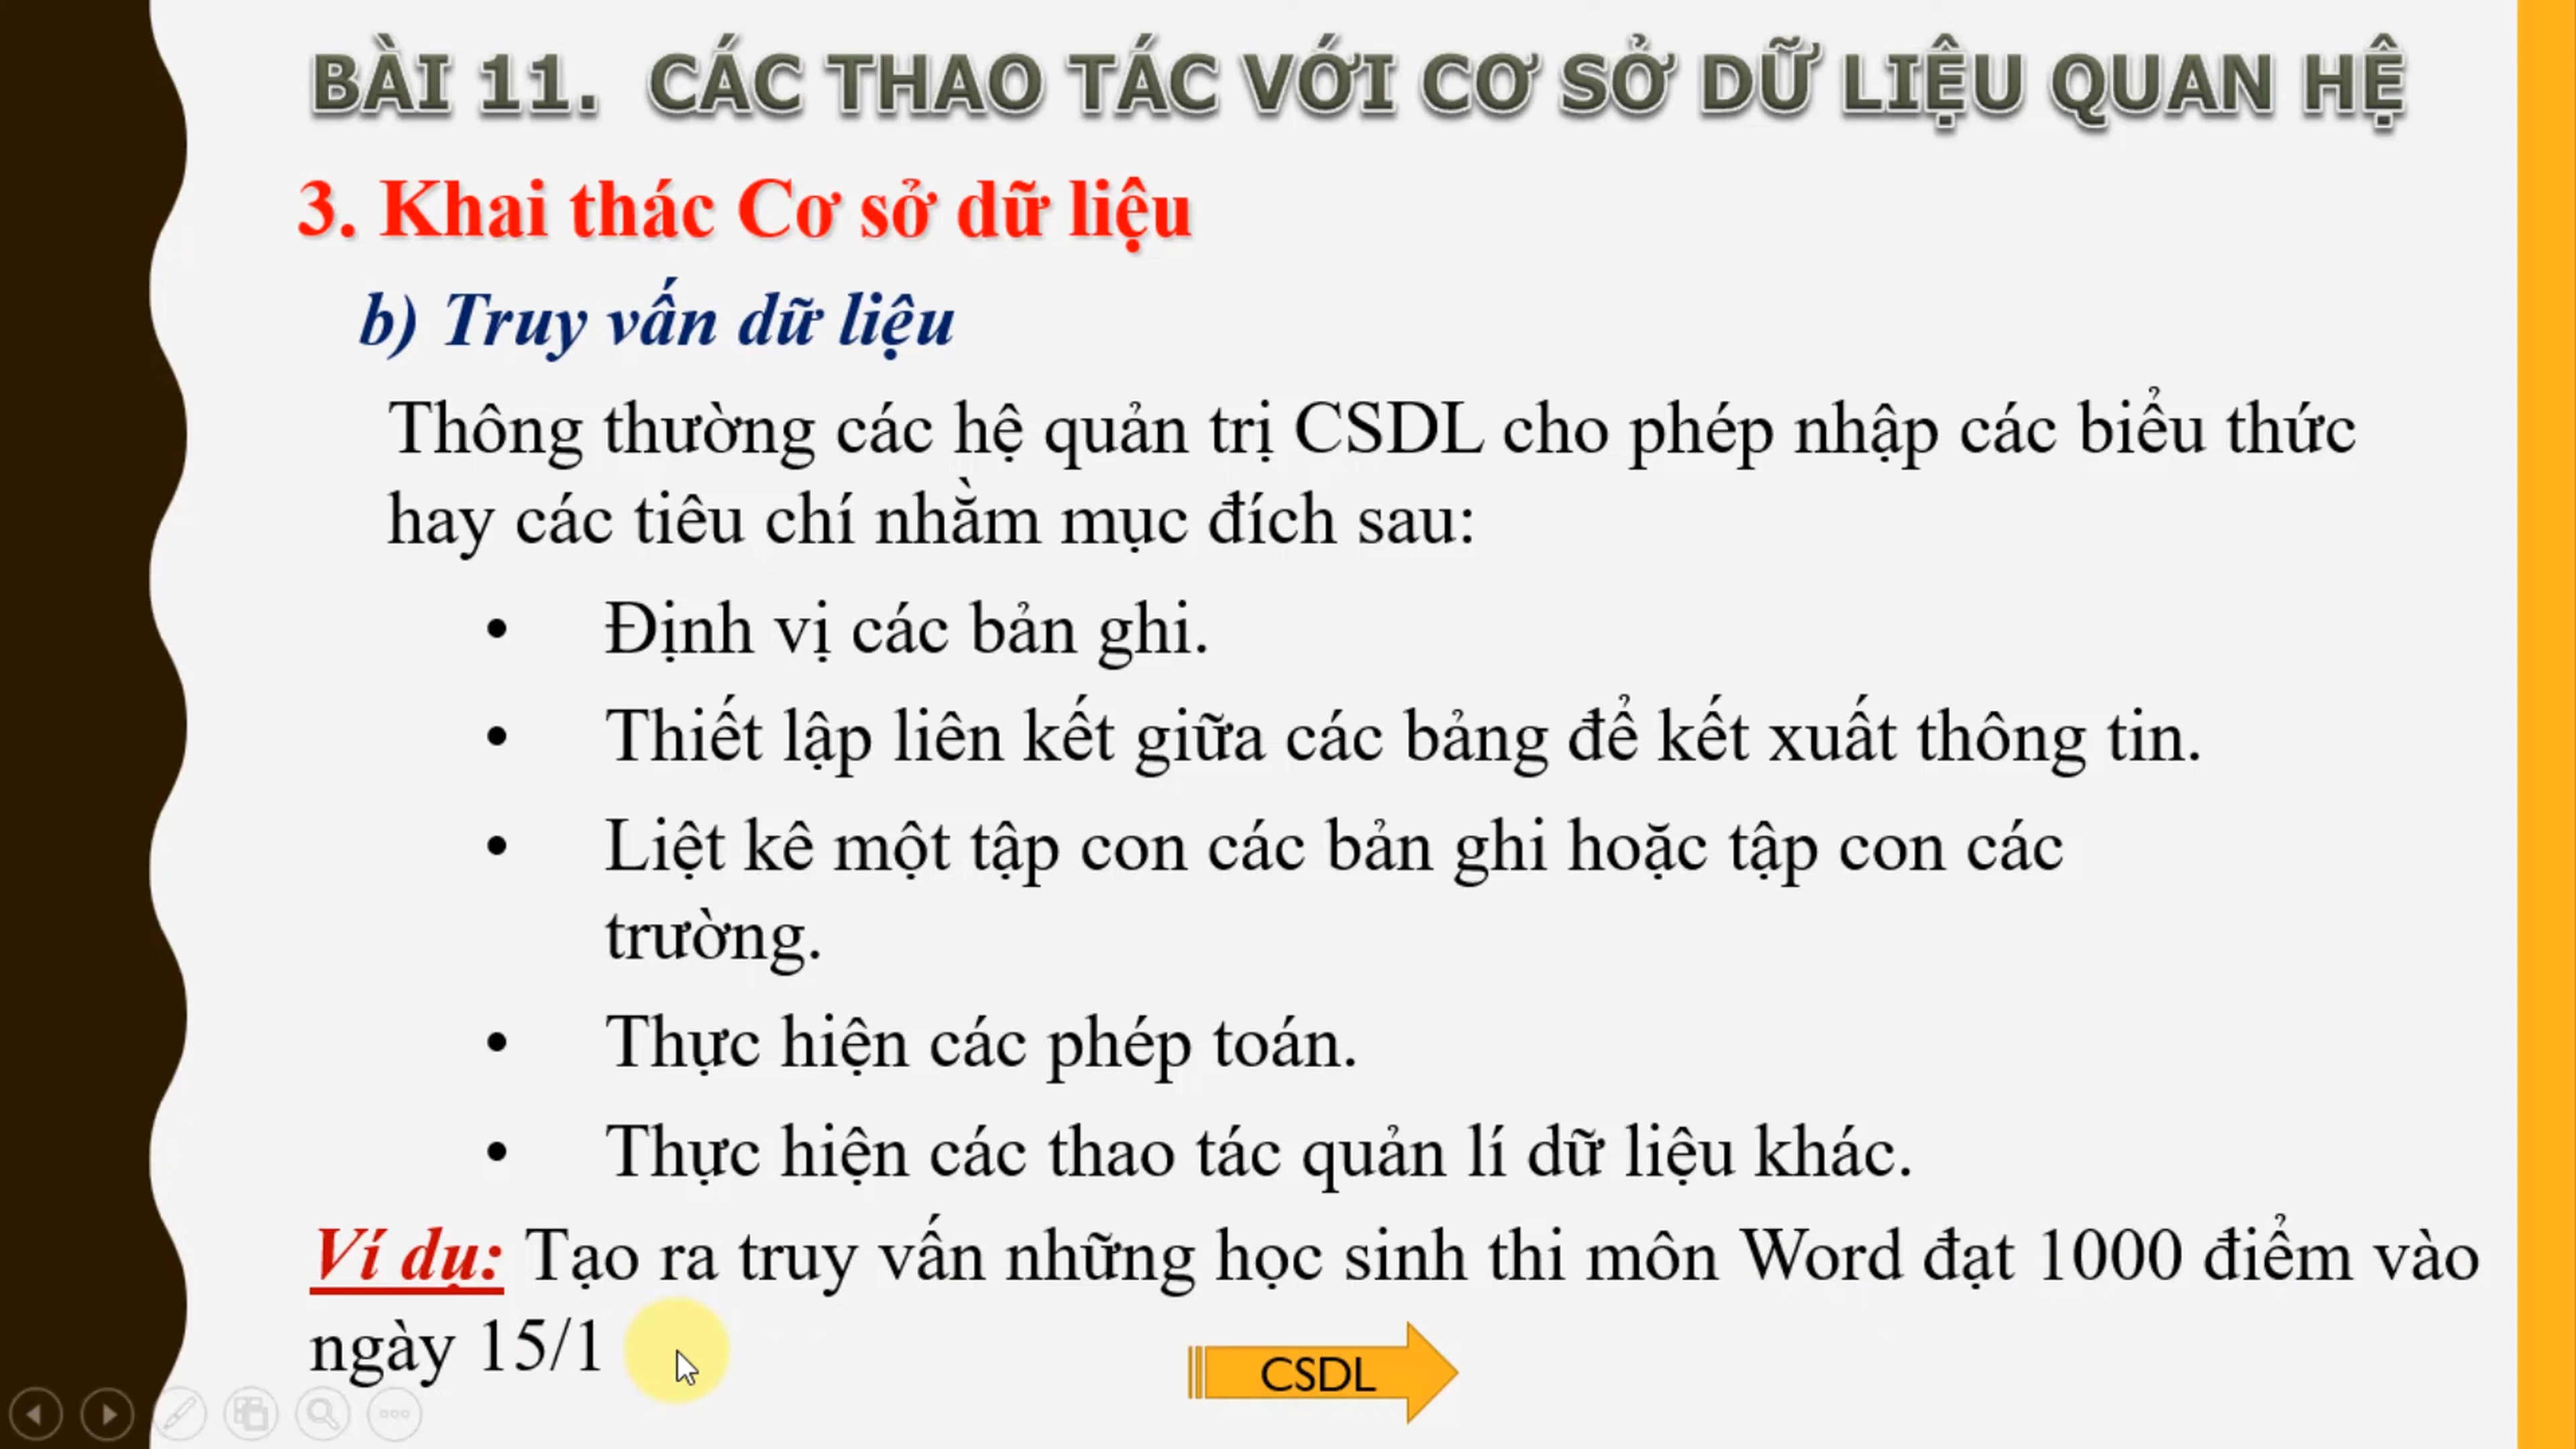 BÀI 11. CÁC THAO TÁC VỚI CƠ SỞ DỮ LIỆU QUAN HỆ
3. Khai thác Cơ sở dữ liệu
b) Truy vấn dữ liệu
Thông thường các hệ quản trị CSDL cho phép nhập các biểu thức
hay các tiêu chí nhằm mục đích sau:
• Định vị các bản ghi.
• Thiết lập liên kết giữa các bảng để kết xuất thông tin.
• Liệt kê một tập con các bản ghi hoặc tập con các
trường.
• Thực hiện các phép toán.
• Thực hiện các thao tác quản lí dữ liệu khác.
Ví dụ: Tạo ra truy vấn những học sinh thi môn Word đạt 1000 điểm vào
ngày 15/1
CSDL